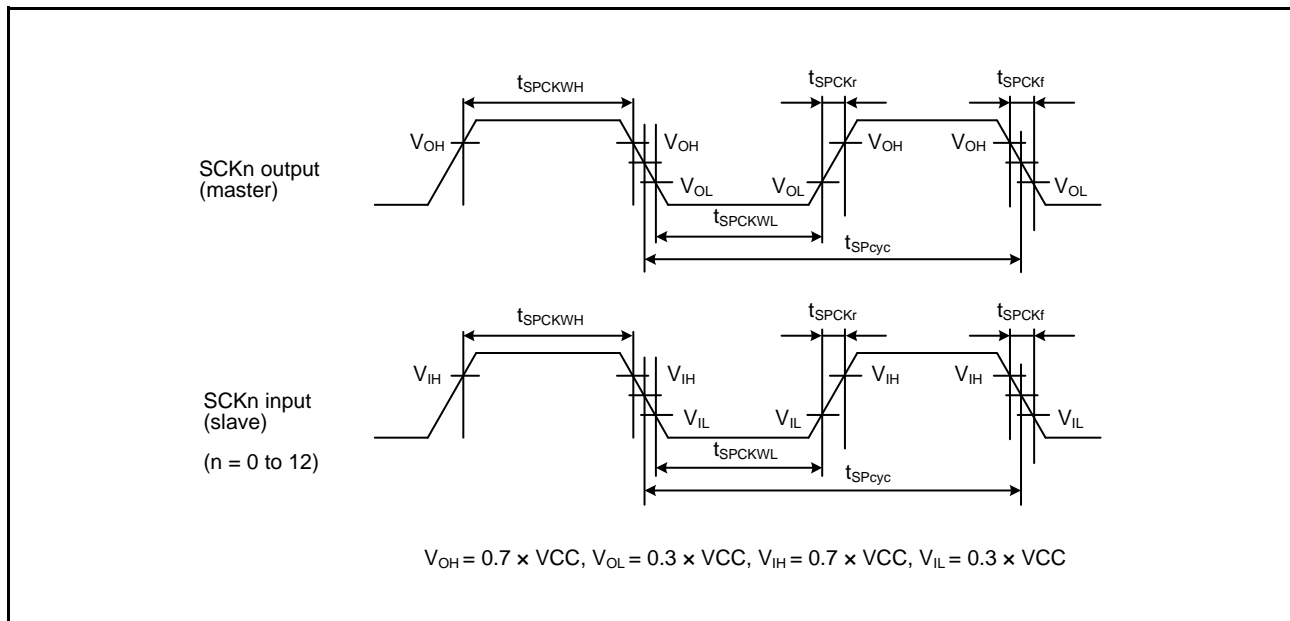 tSPCKWH tSPCKr tSPCKf
VOH VOH VOH VOH
SCKn output
(master)
VOL VOL VOL
tSPCKWL
tSPcyc
tSPCKWH tSPCKr tSPCKf
VIH VIH VIH VIH
SCKn input
(slave)
VIL VIL VIL
(n = 0 to 12)
tSPCKWL
tSPcyc
VOH = 0.7 × VCC, VOL = 0.3 × VCC, VIH = 0.7 × VCC, VIL = 0.3 × VCC